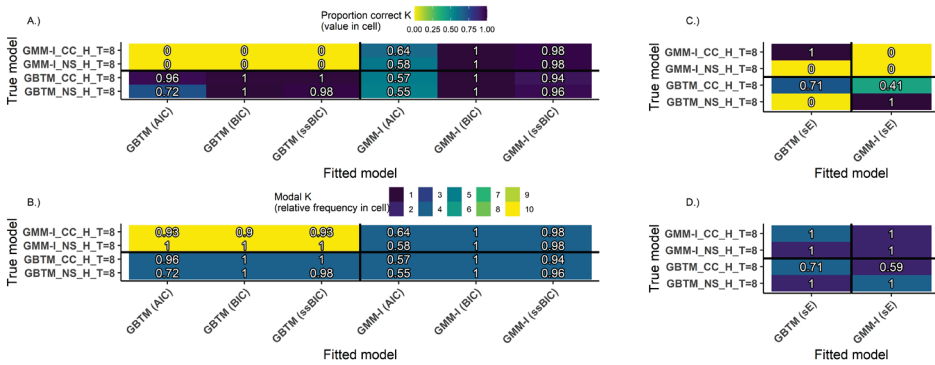 A.)
Proportion correct K
(value in cell)
0.00 0.25 0.50 0.75 1.00
True model
GMM-I_CC_H_T=8 0 0 0 0.64 1 0.98
GMM-I_NS_H_T=8 0 0 0 0.58 1 0.98
GBTM_CC_H_T=8 0.96 1 1 0.57 1 0.94
GBTM_NS_H_T=8 0.72 1 0.98 0.55 1 0.96
GBTM (AIC) GBTM (BIC) GBTM (ssBIC) GMM-I (AIC) GMM-I (BIC) GMM-I (ssBIC)
Fitted model
C.)
True model
GMM-I_CC_H_T=8 1 0
GMM-I_NS_H_T=8 0 0
GBTM_CC_H_T=8 0.71 0.41
GBTM_NS_H_T=8 0 1
GBTM (sE) GMM-I (sE)
Fitted model
B.)
Modal K
(relative frequency in cell)
1 3 5 7 9
2 4 6 8 10
True model
GMM-I_CC_H_T=8 0.93 0.9 0.93 0.64 1 0.98
GMM-I_NS_H_T=8 1 1 1 0.58 1 0.98
GBTM_CC_H_T=8 0.96 1 1 0.57 1 0.94
GBTM_NS_H_T=8 0.72 1 0.98 0.55 1 0.96
GBTM (AIC) GBTM (BIC) GBTM (ssBIC) GMM-I (AIC) GMM-I (BIC) GMM-I (ssBIC)
Fitted model
D.)
True model
GMM-I_CC_H_T=8 1 1
GMM-I_NS_H_T=8 1 1
GBTM_CC_H_T=8 0.71 0.59
GBTM_NS_H_T=8 1 1
GBTM (sE) GMM-I (sE)
Fitted model